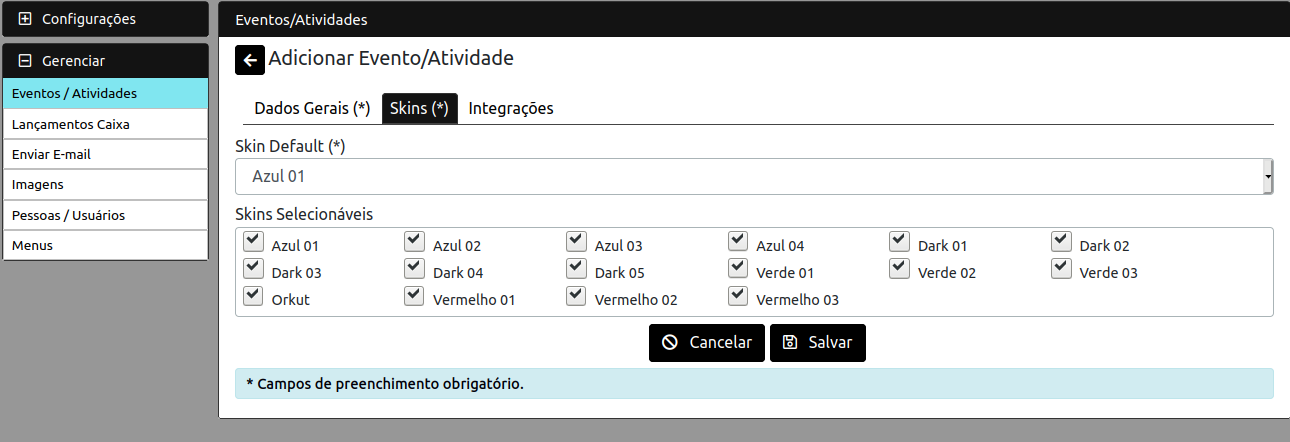 Configurações
Gerenciar
Eventos / Atividades
Lançamentos Caixa
Enviar E-mail
Imagens
Pessoas / Usuários
Menus
Eventos/Atividades
Adicionar Evento/Atividade
Dados Gerais (*) Skins (*) Integrações
Skin Default (*)
Azul 01
Skins Selecionáveis
Azul 01 Azul 02 Azul 03 Azul 04 Dark 01 Dark 02
Dark 03 Dark 04 Dark 05 Verde 01 Verde 02 Verde 03
Orkut Vermelho 01 Vermelho 02 Vermelho 03
Cancelar Salvar
* Campos de preenchimento obrigatório.